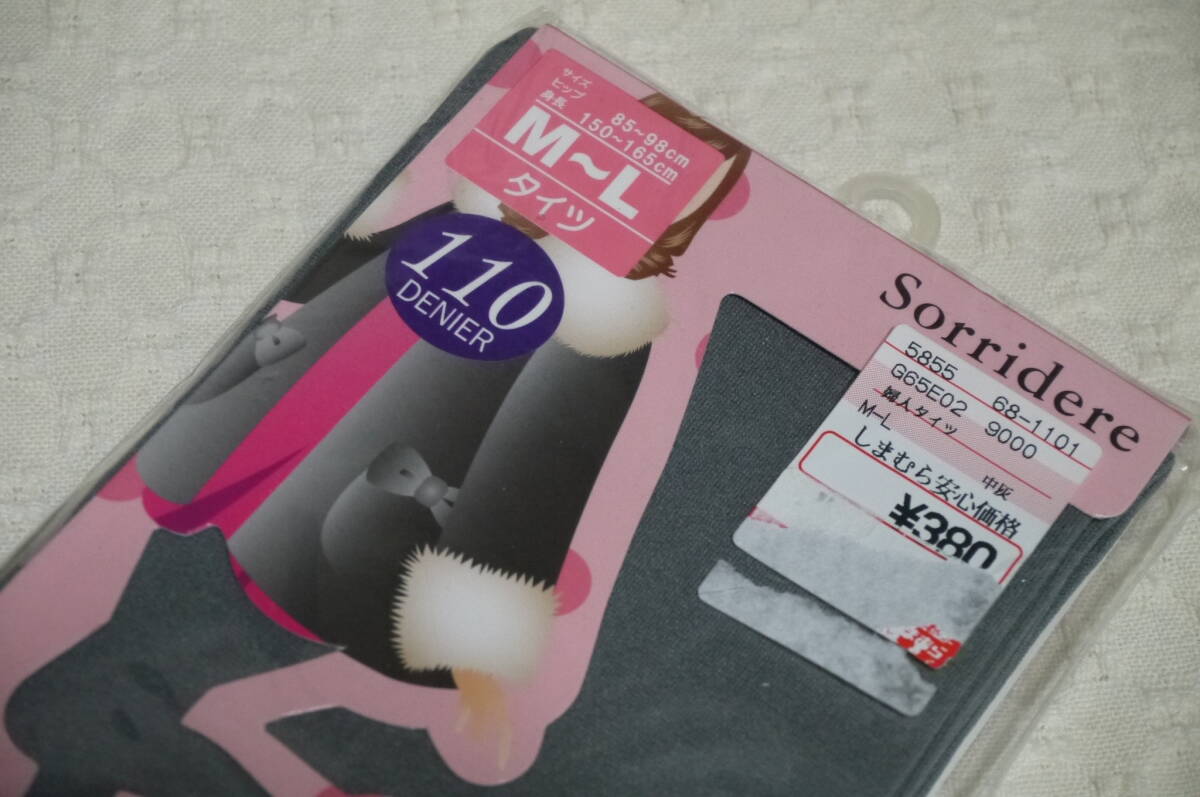 サイズ
ヒップ 85~98cm
身長 150~165cm
M~L
タイツ
110
DENIER
Sorridere
5855 68-1101
G65E02 9000
婦人タイツ
M-L 中灰
しまむら安心価格
¥380